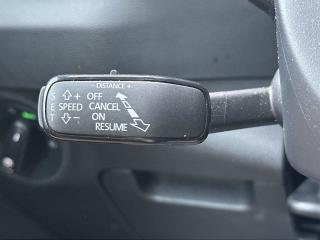 - DISTANCE +
SET
+ OFF
SPEED CANCEL
- ON
RESUME